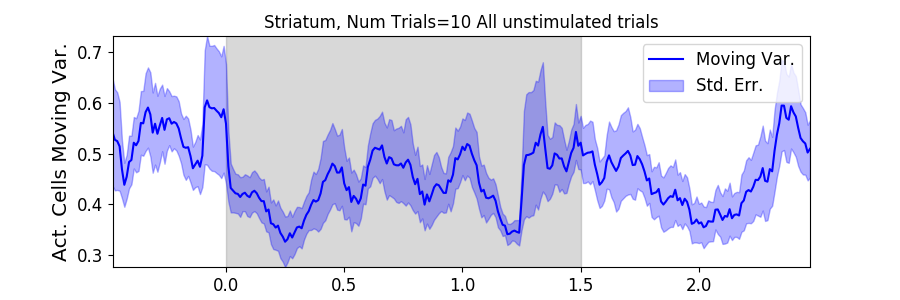 Striatum, Num Trials=10 All unstimulated trials
Act. Cells Moving Var.
0.7
0.6
0.5
0.4
0.3
Moving Var.
Std. Err.
0.0 0.5 1.0 1.5 2.0